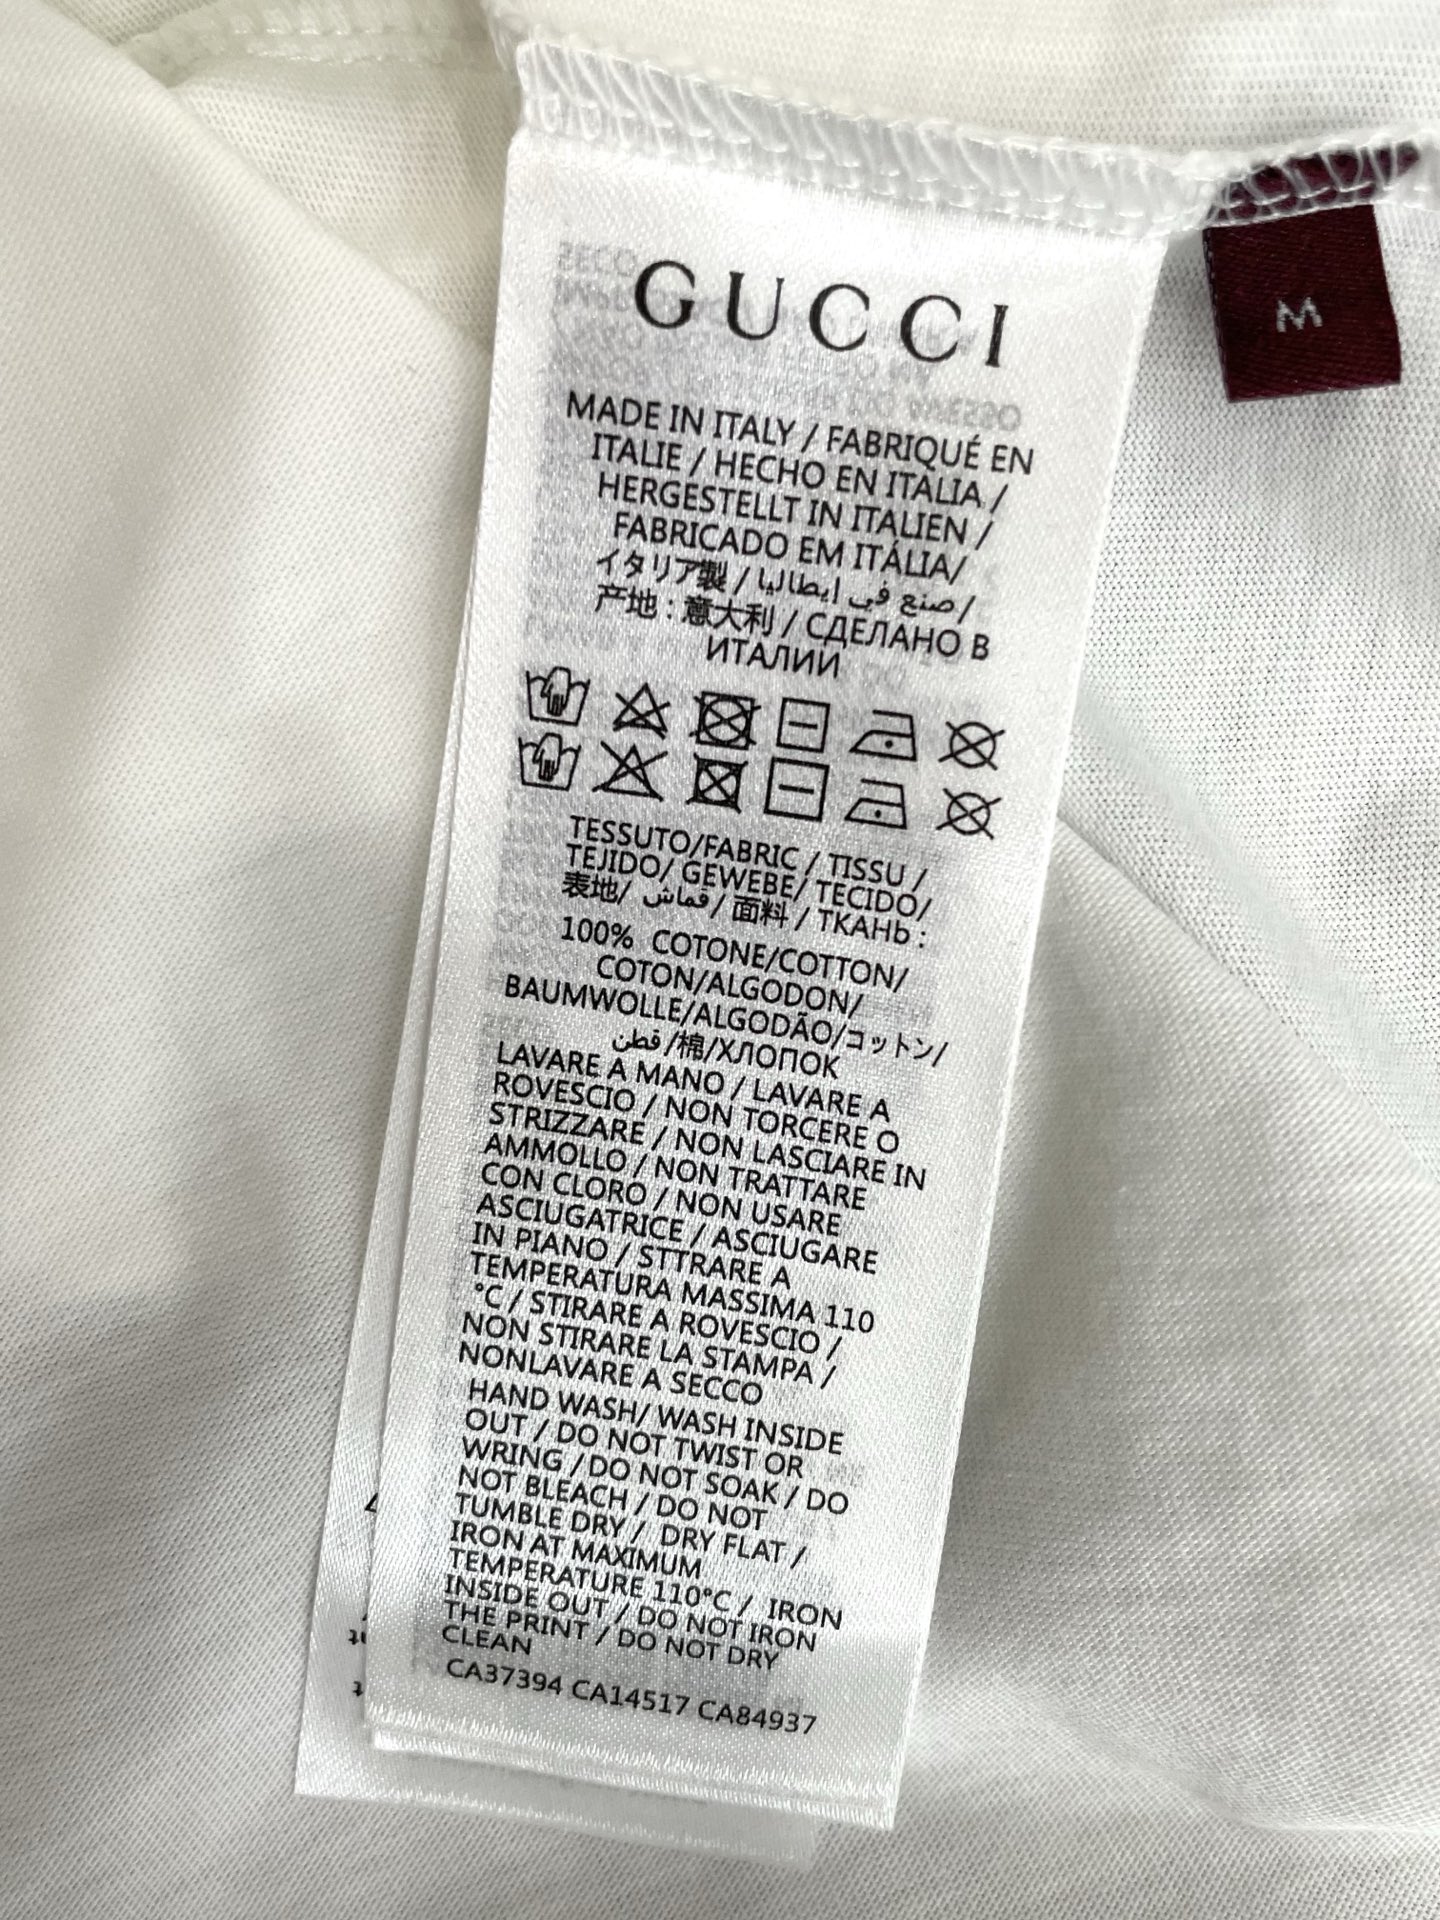 GUCCI
M
MADE IN ITALY / FABRIQUÉ EN
ITALIE / HECHO EN ITALIA /
HERGESTELLT IN ITALIEN /
FABRICADO EM ITÁLIA/
イタリア製 / صنع في ايطاليا /
产地 : 意大利 / СДЕЛАНО В
ИТАЛИИ
TESSUTO/FABRIC / TISSU /
TEJIDO/ GEWEBE/ TECIDO/
表地/ قماش / 面料 / ТКАНЬ :
100% COTONE/COTTON/
COTON/ALGODON/
BAUMWOLLE/ALGODÃO/コットン/
قطن /棉/ХЛОПОК
LAVARE A MANO / LAVARE A
ROVESCIO / NON TORCERE O
STRIZZARE / NON LASCIARE IN
AMMOLLO / NON TRATTARE
CON CLORO / NON USARE
ASCIUGATRICE / ASCIUGARE
IN PIANO / STTRARE A
TEMPERATURA MASSIMA 110
°C / STIRARE A ROVESCIO /
NON STIRARE LA STAMPA /
NONLAVARE A SECCO
HAND WASH/ WASH INSIDE
OUT / DO NOT TWIST OR
WRING / DO NOT SOAK / DO
NOT BLEACH / DO NOT
TUMBLE DRY / DRY FLAT /
IRON AT MAXIMUM
TEMPERATURE 110°C / IRON
INSIDE OUT / DO NOT IRON
THE PRINT / DO NOT DRY
CLEAN
CA37394 CA14517 CA84937